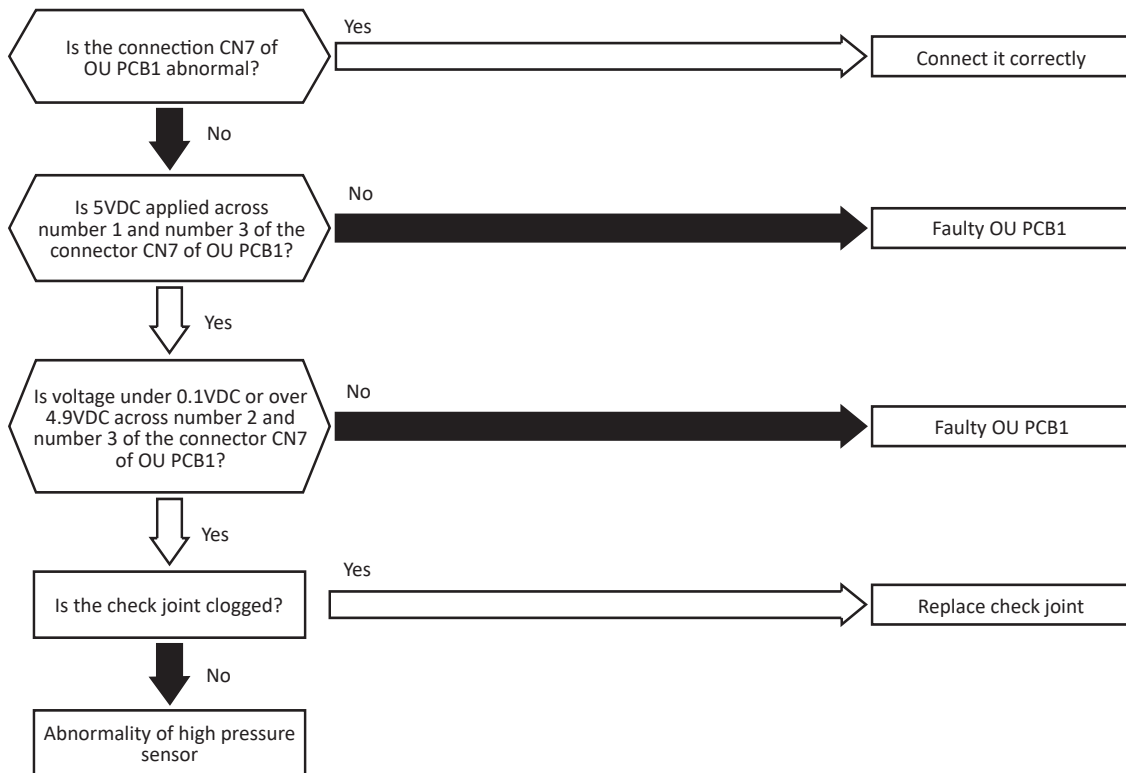 Is the connection CN7 of
OU PCB1 abnormal?
Yes
Connect it correctly
No
Is 5VDC applied across
number 1 and number 3 of the
connector CN7 of OU PCB1?
No
Faulty OU PCB1
Yes
Is voltage under 0.1VDC or over
4.9VDC across number 2 and
number 3 of the connector CN7
of OU PCB1?
No
Faulty OU PCB1
Yes
Is the check joint clogged?
Yes
Replace check joint
No
Abnormality of high pressure
sensor